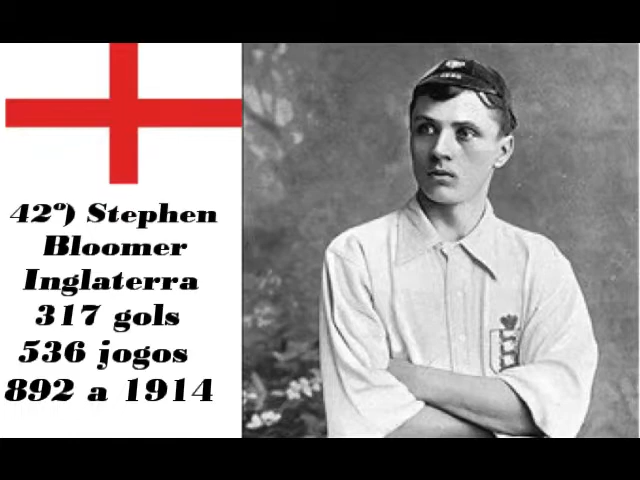 42º) Stephen
Bloomer
Inglaterra
317 gols
536 jogos
892 a 1914